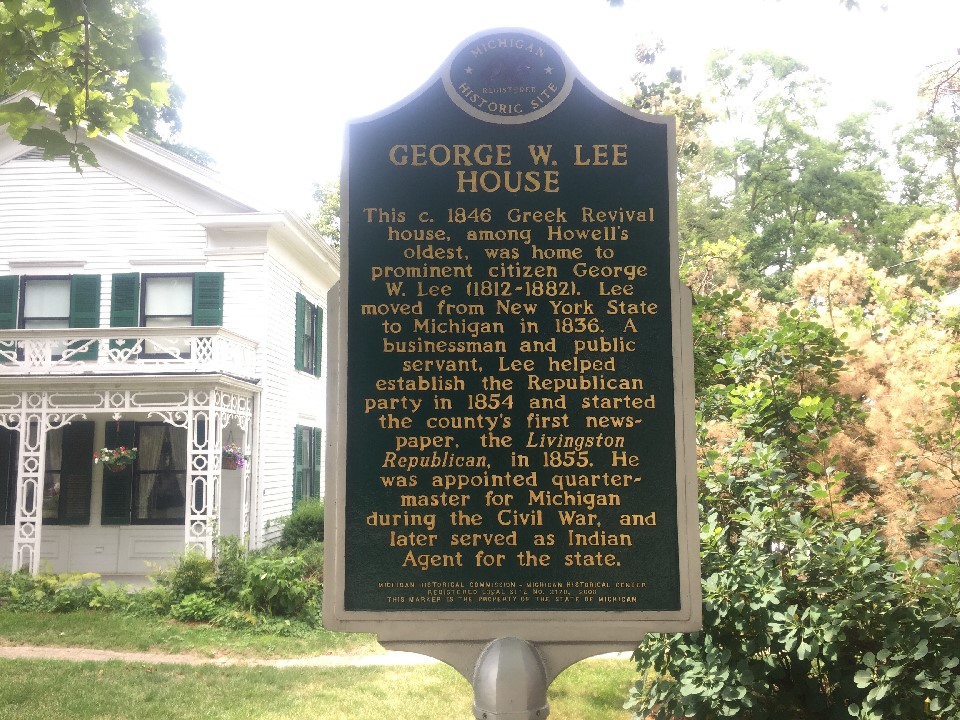 MICHIGAN
REGISTERED
HISTORIC SITE
GEORGE W. LEE
HOUSE
This c. 1846 Greek Revival
house, among Howell's
oldest, was home to
prominent citizen George
W. Lee (1812-1882). Lee
moved from New York State
to Michigan in 1836. A
businessman and public
servant, Lee helped
establish the Republican
party in 1854 and started
the county's first news-
paper, the Livingston
Republican, in 1855. He
was appointed quarter-
master for Michigan
during the Civil War, and
later served as Indian
Agent for the state.
MICHIGAN HISTORICAL COMMISSION - MICHIGAN HISTORICAL CENTER
REGISTERED LOCAL SITE NO.
THIS MARKER IS THE PROPERTY OF THE STATE OF MICHIGAN